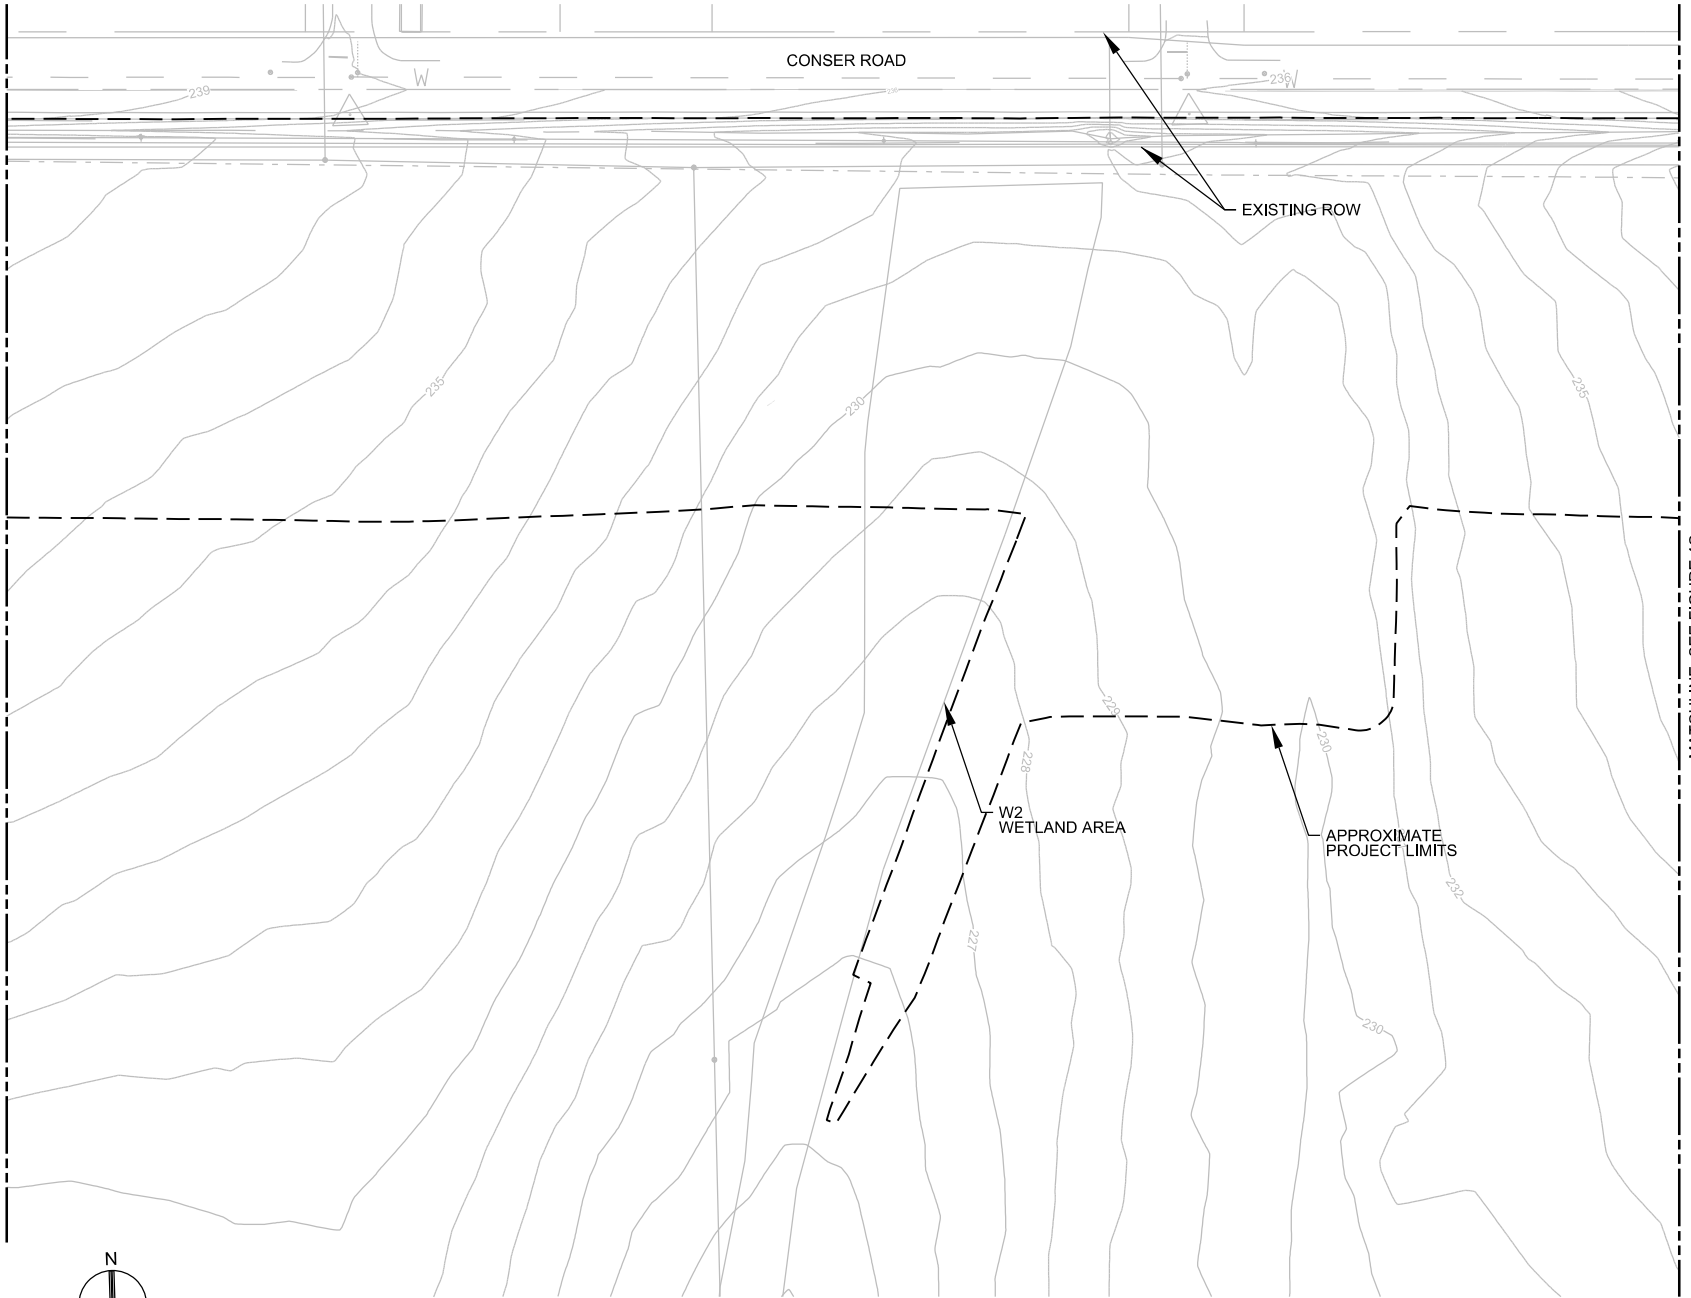 CONSER ROAD
W
W
239
236
EXISTING ROW
235
230
235
229
230
228
W2
WETLAND AREA
APPROXIMATE
PROJECT LIMITS
232
227
230
N